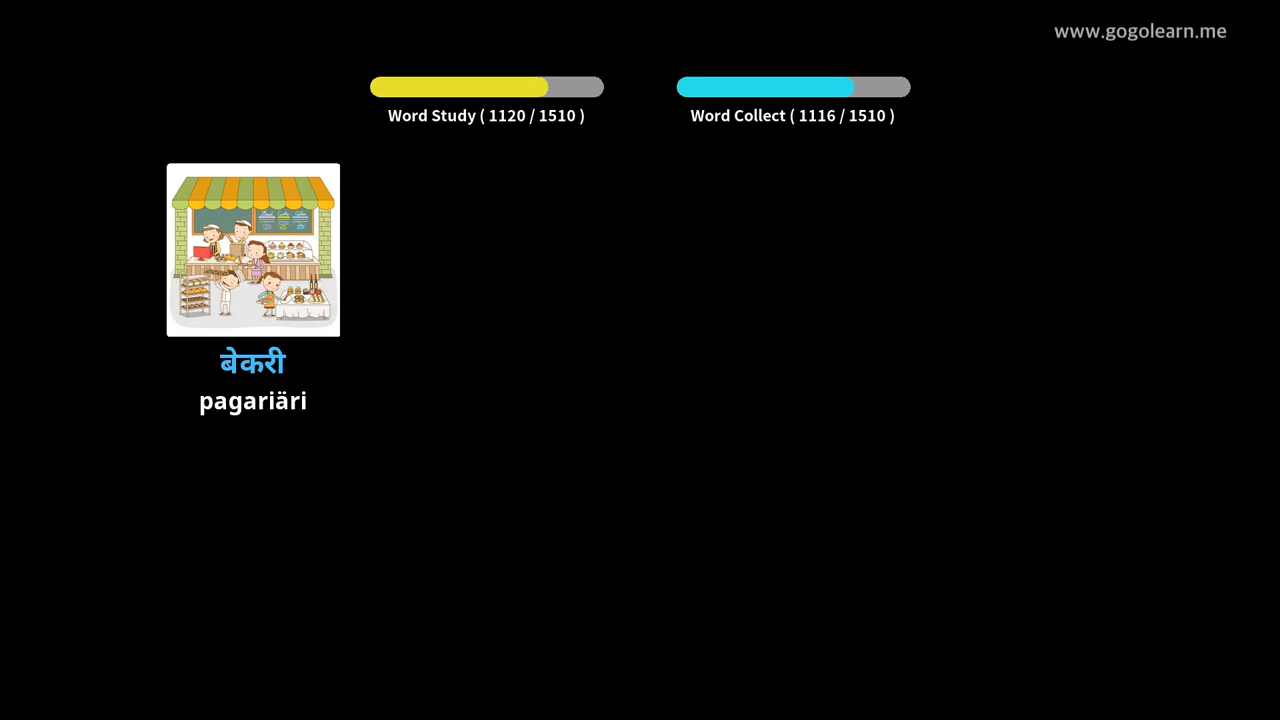 www.gogolearn.me
Word Study ( 1120 / 1510 )
Word Collect ( 1116 / 1510 )
बेकरी
pagariäri